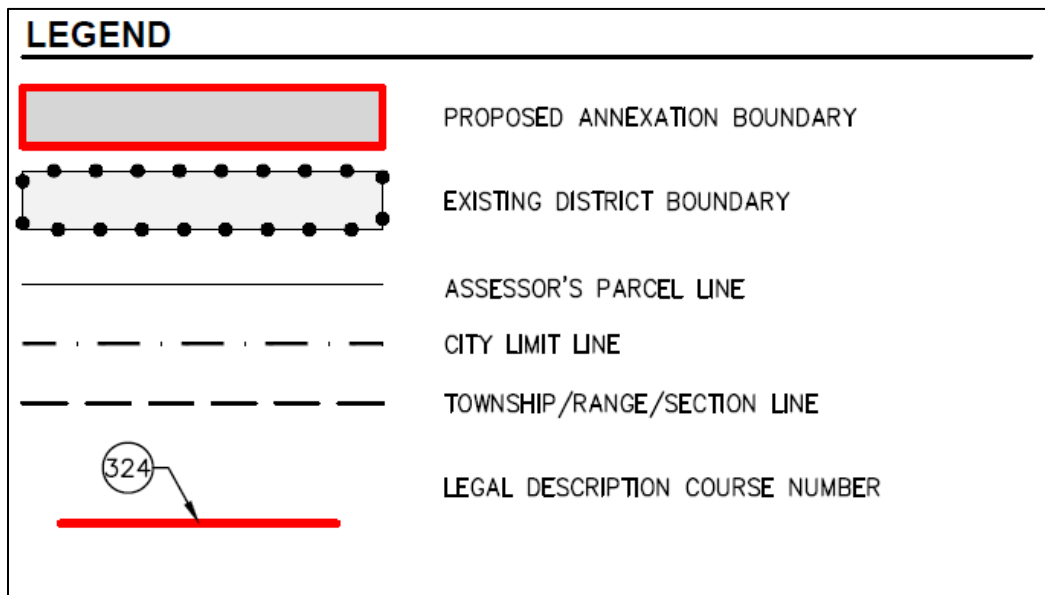 LEGEND
PROPOSED ANNEXATION BOUNDARY
EXISTING DISTRICT BOUNDARY
ASSESSOR'S PARCEL LINE
CITY LIMIT LINE
TOWNSHIP/RANGE/SECTION LINE
324
LEGAL DESCRIPTION COURSE NUMBER